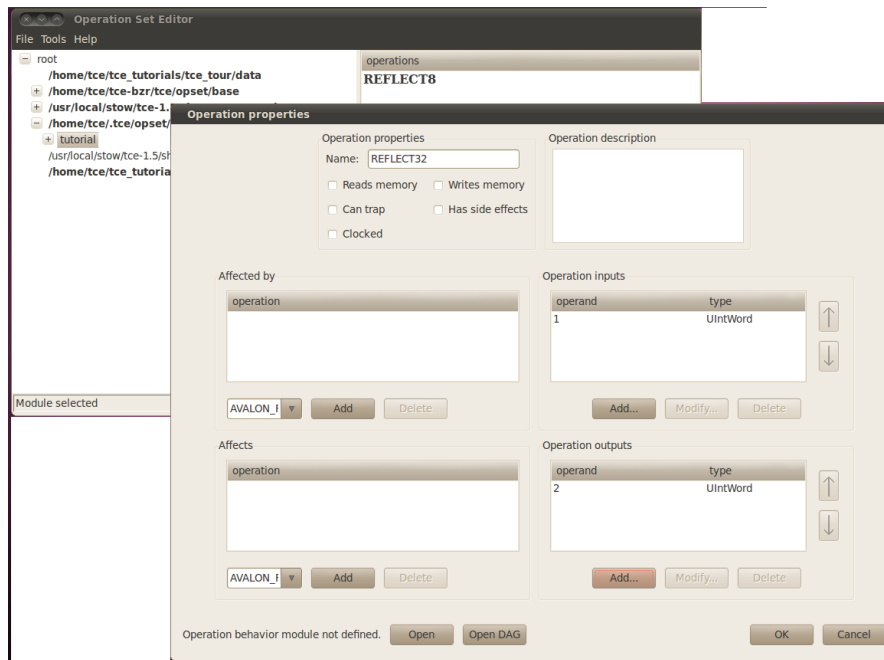 Operation Set Editor
File Tools Help
root
/home/tce/tce_tutorials/tce_tour/data
/home/tce/tce-bzr/tce/opset/base
/usr/local/stow/tce-1.
/home/tce/.tce/opset/
tutorial
/usr/local/stow/tce-1.5/sh
/home/tce/tce_tutoria
operations
REFLECT8
Module selected
Operation properties
Operation properties
Name: REFLECT32
Reads memory Writes memory
Can trap Has side effects
Clocked
Operation description
Affected by
operation
AVALON_F Add Delete
Operation inputs
operand type
1 UIntWord
Add... Modify... Delete
Affects
operation
AVALON_F Add Delete
Operation outputs
operand type
2 UIntWord
Add... Modify... Delete
Operation behavior module not defined. Open Open DAG OK Cancel